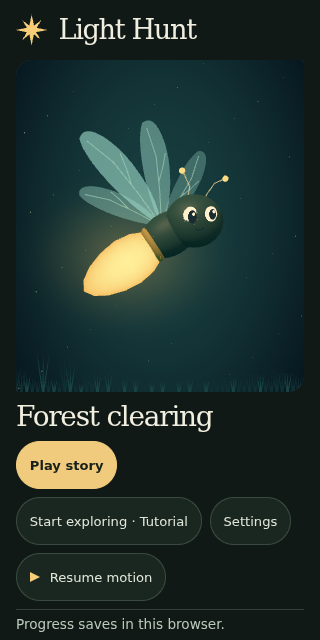 Light Hunt
Forest clearing
Play story
Start exploring · Tutorial
Settings
Resume motion
Progress saves in this browser.